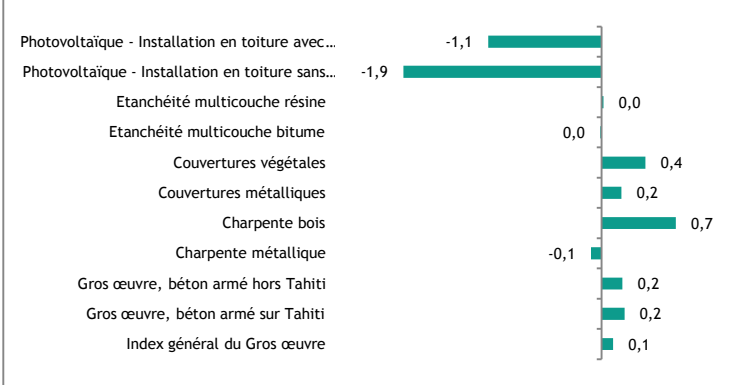 Photovoltaïque - Installation en toiture avec… -1,1
Photovoltaïque - Installation en toiture sans… -1,9
Etanchéité multicouche résine 0,0
Etanchéité multicouche bitume 0,0
Couvertures végétales 0,4
Couvertures métalliques 0,2
Charpente bois 0,7
Charpente métallique -0,1
Gros œuvre, béton armé hors Tahiti 0,2
Gros œuvre, béton armé sur Tahiti 0,2
Index général du Gros œuvre 0,1